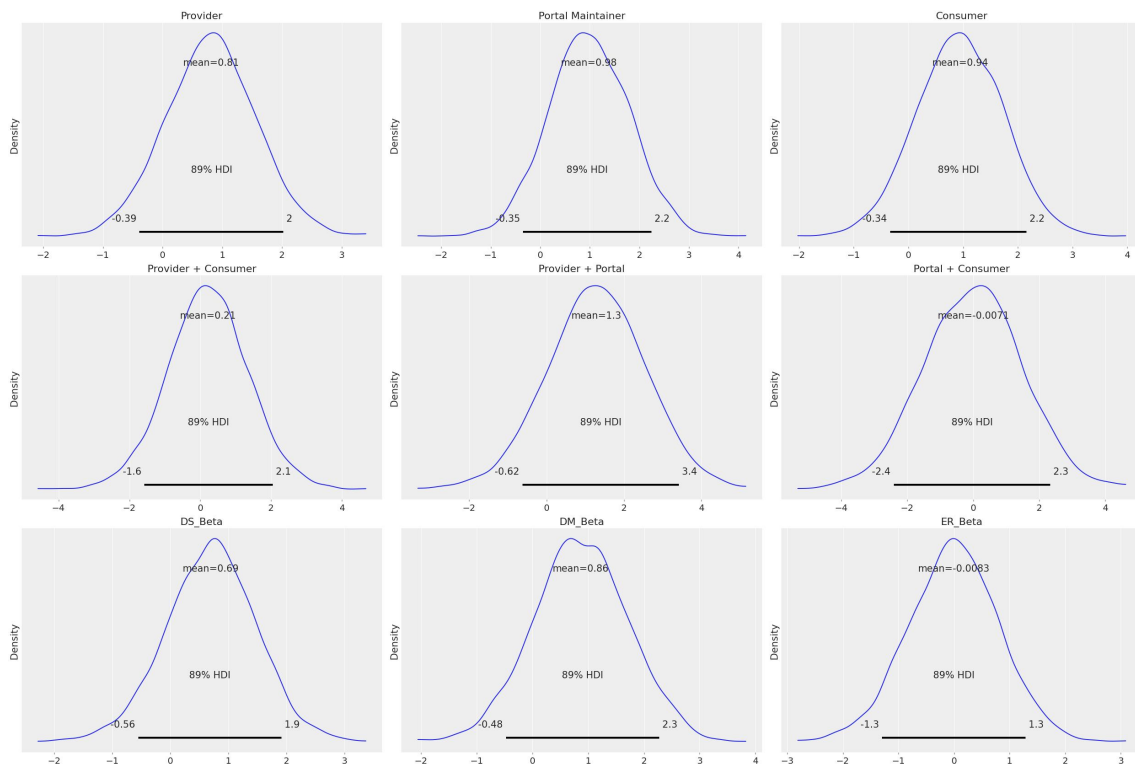 Provider
Density
mean=0.81
89% HDI
-0.39
2
−2 −1 0 1 2 3
Portal Maintainer
Density
mean=0.98
89% HDI
-0.35
2.2
−2 −1 0 1 2 3 4
Consumer
Density
mean=0.94
89% HDI
-0.34
2.2
−2 −1 0 1 2 3 4
Provider + Consumer
Density
mean=0.21
89% HDI
-1.6
2.1
−4 −2 0 2 4
Provider + Portal
Density
mean=1.3
89% HDI
-0.62
3.4
−2 0 2 4
Portal + Consumer
Density
mean=-0.0071
89% HDI
-2.4
2.3
−4 −2 0 2 4
DS_Beta
Density
mean=0.69
89% HDI
-0.56
1.9
−2 −1 0 1 2 3
DM_Beta
Density
mean=0.86
89% HDI
-0.48
2.3
−2 −1 0 1 2 3 4
ER_Beta
Density
mean=-0.0083
89% HDI
-1.3
1.3
−3 −2 −1 0 1 2 3